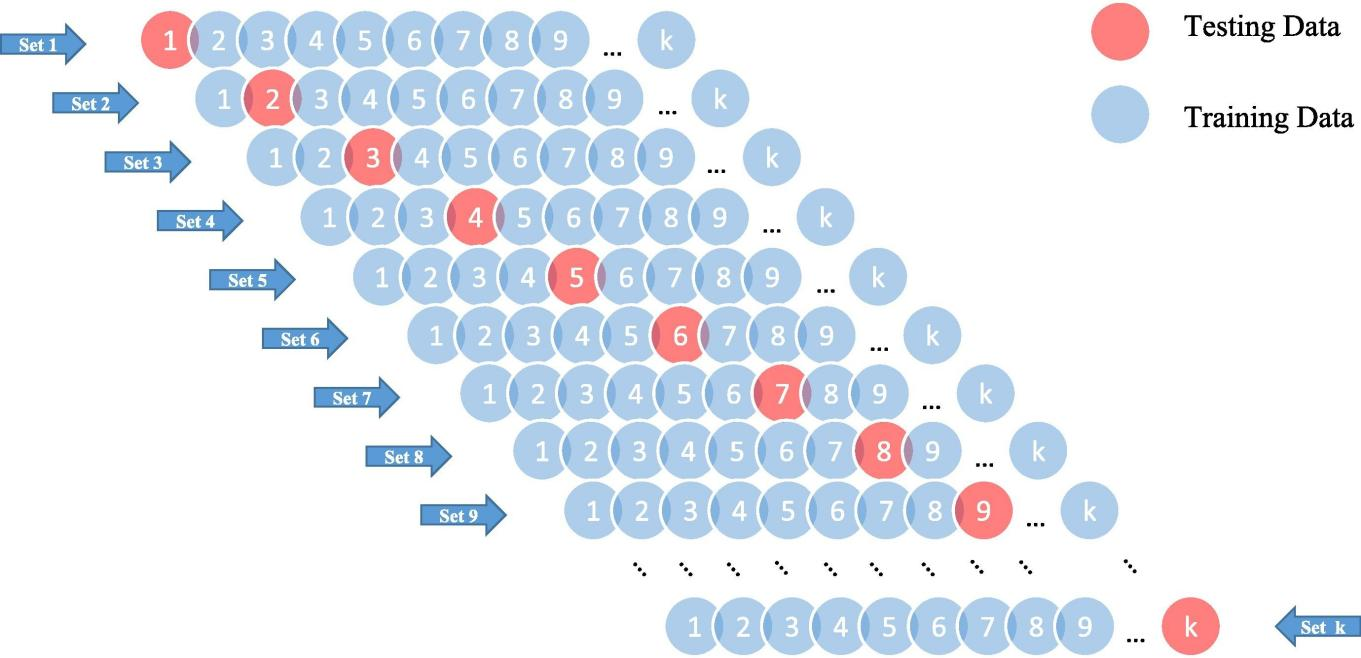 Set 1 1 2 3 4 5 6 7 8 9 ... k
Testing Data
Set 2 1 2 3 4 5 6 7 8 9 ... k
Training Data
Set 3 1 2 3 4 5 6 7 8 9 ... k
Set 4 1 2 3 4 5 6 7 8 9 ... k
Set 5 1 2 3 4 5 6 7 8 9 ... k
Set 6 1 2 3 4 5 6 7 8 9 ... k
Set 7 1 2 3 4 5 6 7 8 9 ... k
Set 8 1 2 3 4 5 6 7 8 9 ... k
Set 9 1 2 3 4 5 6 7 8 9 ... k
⋱ ⋱ ⋱ ⋱ ⋱ ⋱ ⋱ ⋱ ⋱ ⋱
1 2 3 4 5 6 7 8 9 ... k Set k